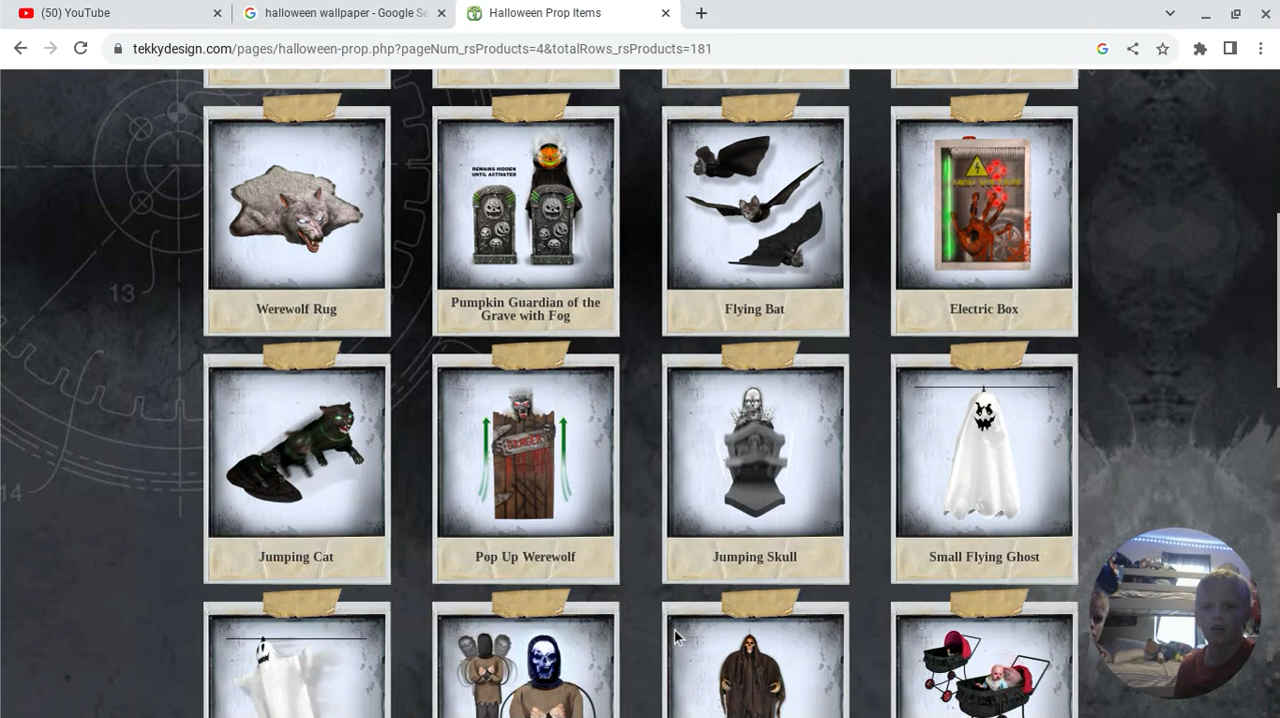 (50) YouTube
halloween wallpaper - Google Se
Halloween Prop Items
tekkydesign.com/pages/halloween-prop.php?pageNum_rsProducts=4&totalRows_rsProducts=181
REMAINS HIDDEN
UNTIL ACTIVATED
13
Werewolf Rug
Pumpkin Guardian of the
Grave with Fog
Flying Bat
Electric Box
DANGER
14
Jumping Cat
Pop Up Werewolf
Jumping Skull
Small Flying Ghost